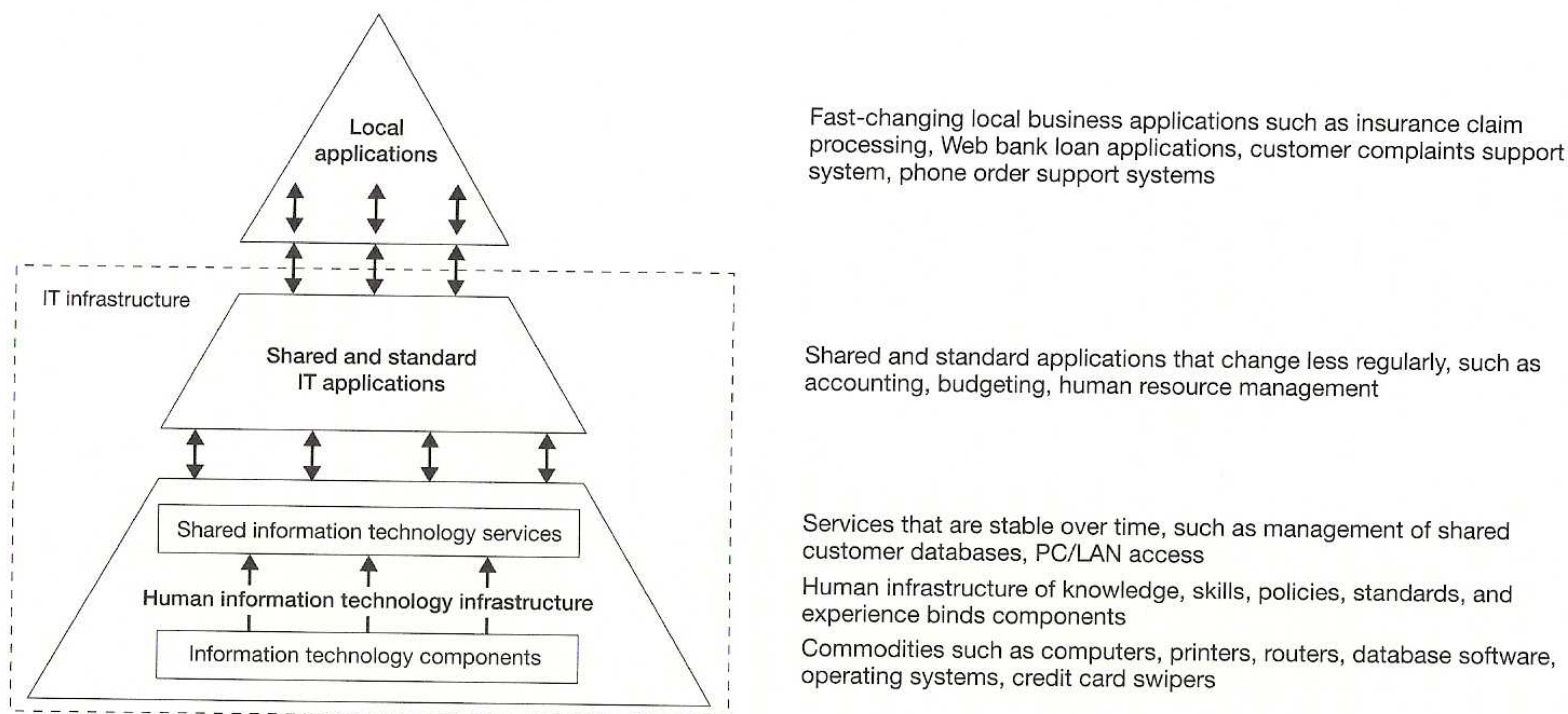 Local
applications
Fast-changing local business applications such as insurance claim
processing, Web bank loan applications, customer complaints support
system, phone order support systems
IT infrastructure
Shared and standard
IT applications
Shared and standard applications that change less regularly, such as
accounting, budgeting, human resource management
Shared information technology services
Services that are stable over time, such as management of shared
customer databases, PC/LAN access
Human information technology infrastructure
Human infrastructure of knowledge, skills, policies, standards, and
experience binds components
Information technology components
Commodities such as computers, printers, routers, database software,
operating systems, credit card swipers